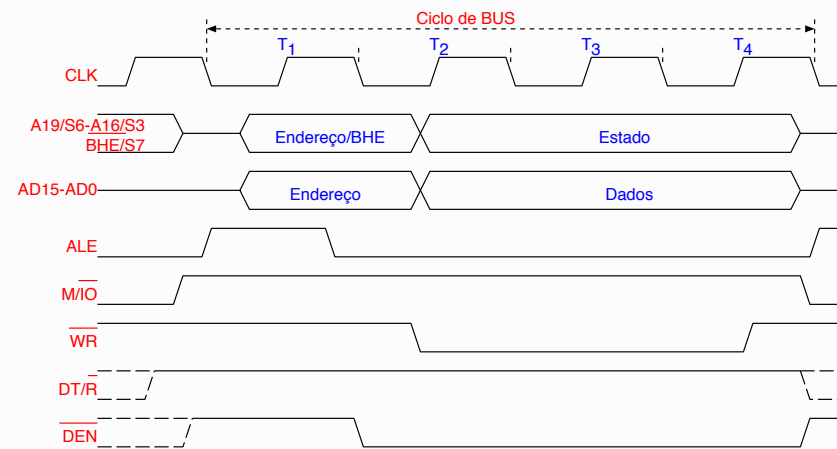 Ciclo de BUS
T1 T2 T3 T4
CLK
A19/S6-A16/S3
BHE/S7
Endereço/BHE Estado
AD15-AD0
Endereço Dados
ALE
M/IO
WR
DT/R
DEN